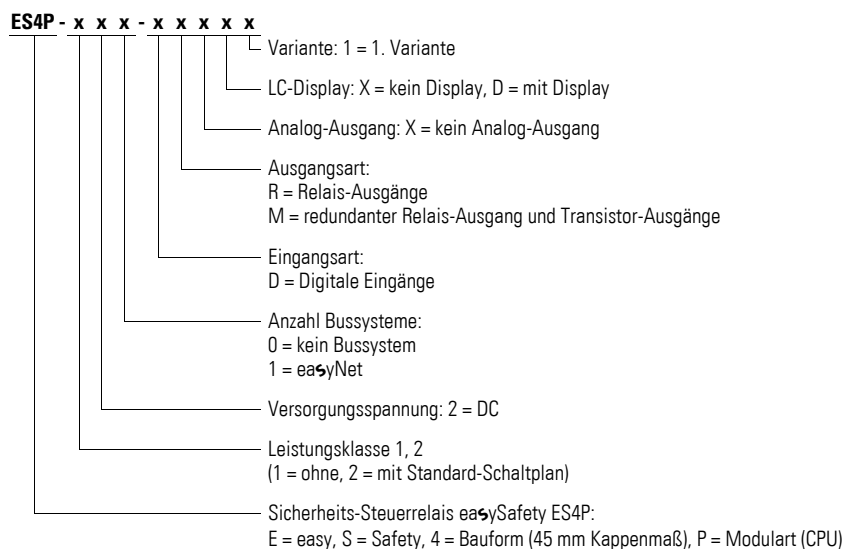 ES4P - x x x - x x x x x
Variante: 1 = 1. Variante
LC-Display: X = kein Display, D = mit Display
Analog-Ausgang: X = kein Analog-Ausgang
Ausgangsart:
R = Relais-Ausgänge
M = redundanter Relais-Ausgang und Transistor-Ausgänge
Eingangsart:
D = Digitale Eingänge
Anzahl Bussysteme:
0 = kein Bussystem
1 = easyNet
Versorgungsspannung: 2 = DC
Leistungsklasse 1, 2
(1 = ohne, 2 = mit Standard-Schaltplan)
Sicherheits-Steuerrelais easySafety ES4P:
E = easy, S = Safety, 4 = Bauform (45 mm Kappenmaß), P = Modulart (CPU)